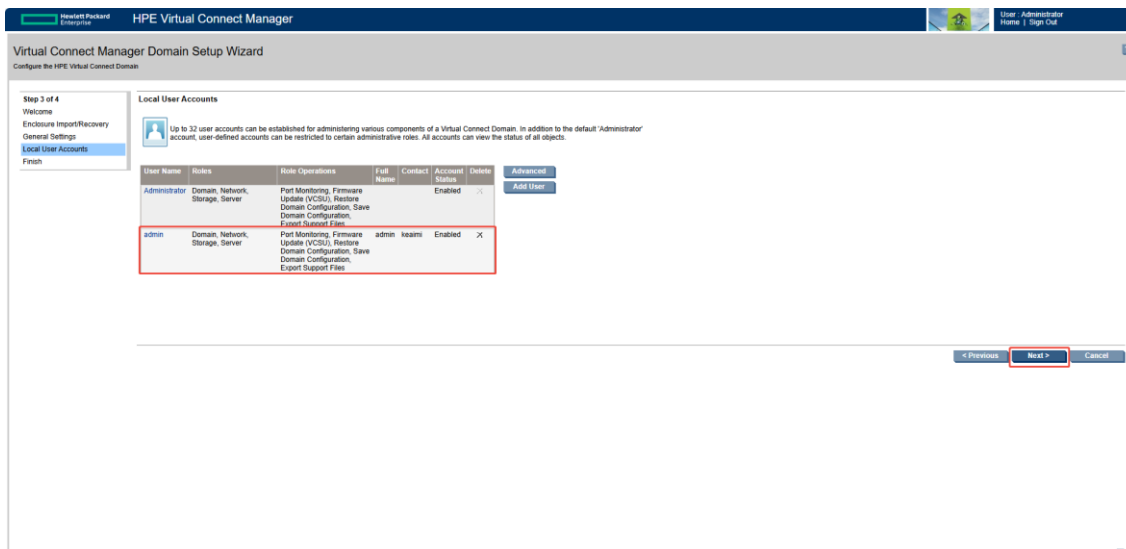 Hewlett Packard
Enterprise
HPE Virtual Connect Manager
User : Administrator
Home | Sign Out
Virtual Connect Manager Domain Setup Wizard
Configure the HPE Virtual Connect Domain
Step 3 of 4
Welcome
Enclosure Import/Recovery
General Settings
Local User Accounts
Finish
Local User Accounts
Up to 32 user accounts can be established for administering various components of a Virtual Connect Domain. In addition to the default 'Administrator'
account, user-defined accounts can be restricted to certain administrative roles. All accounts can view the status of all objects.
User Name Roles Role Operations Full Name Contact Account Status Delete
Administrator Domain, Network, Port Monitoring, Firmware Enabled X
Storage, Server Update (VCSU), Restore
Domain Configuration, Save
Domain Configuration,
Export Support Files
admin Domain, Network, Port Monitoring, Firmware admin keaimi Enabled X
Storage, Server Update (VCSU), Restore
Domain Configuration, Save
Domain Configuration,
Export Support Files
Advanced
Add User
< Previous Next > Cancel